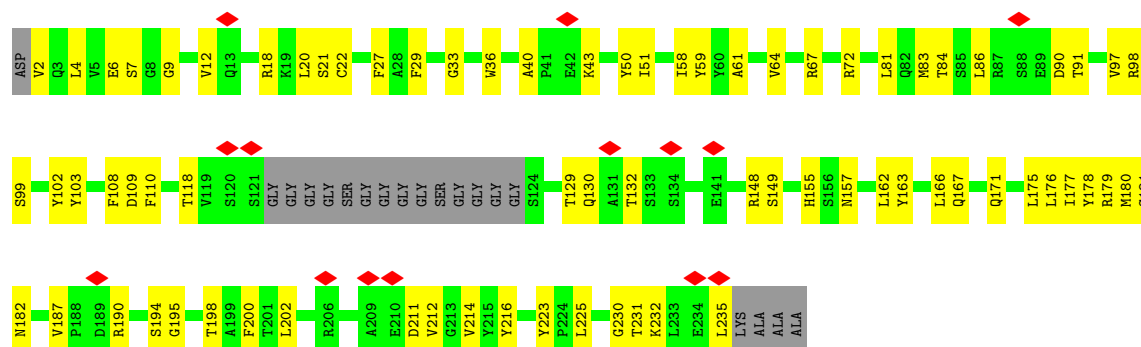 ASP V2 Q3 L4 V5 E6 S7 G8 G9 V12 Q13 R18 K19 L20 S21 C22 F27 A28 F29 G33 W36 A40 P41 E42 K43 Y50 I51 I58 Y59 Y60 A61 V64 R67 R72 L81 Q82 M83 T84 S85 L86 R87 S88 E89 D90 T91 V97 R98
S99 Y102 Y103 F108 D109 F110 T118 V119 S120 S121 GLY GLY GLY GLY SER GLY GLY GLY GLY SER GLY GLY GLY GLY S124 T129 Q130 A131 T132 S133 S134 E141 R148 S149 H155 S156 N157 L162 Y163 L166 Q167 Q171 L175 L176 I177 Y178 R179 M180
N182 V187 P188 D189 R190 S194 G195 T198 A199 F200 T201 L202 R206 A209 E210 D211 V212 G213 V214 Y215 Y216 Y223 P224 L225 G230 T231 K232 L233 E234 L235 LYS ALA ALA ALA